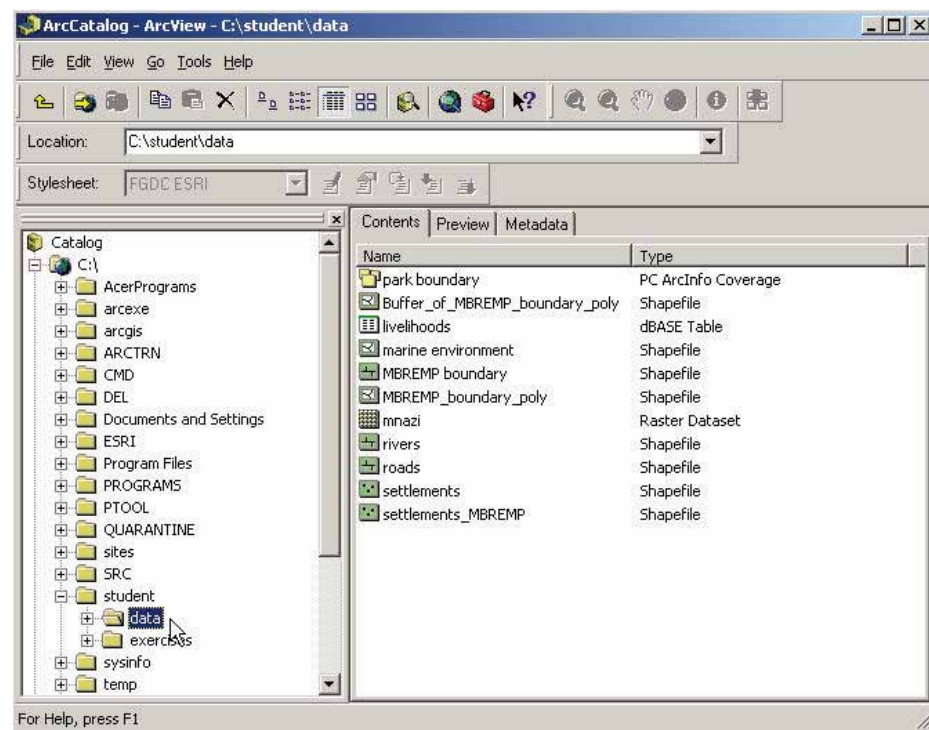 ArcCatalog - ArcView - C:\student\data
File Edit View Go Tools Help
Location: C:\student\data
Stylesheet: FGDC ESRI
Catalog
C:\
AcerPrograms
arcexe
arcgis
ARCTRN
CMD
DEL
Documents and Settings
ESRI
Program Files
PROGRAMS
PTOOL
QUARANTINE
sites
SRC
student
data
exercises
sysinfo
temp
Contents Preview Metadata
Name Type
park boundary PC ArcInfo Coverage
Buffer_of_MBREMP_boundary_poly Shapefile
livelihoods dBASE Table
marine environment Shapefile
MBREMP boundary Shapefile
MBREMP_boundary_poly Shapefile
mnazi Raster Dataset
rivers Shapefile
roads Shapefile
settlements Shapefile
settlements_MBREMP Shapefile
For Help, press F1